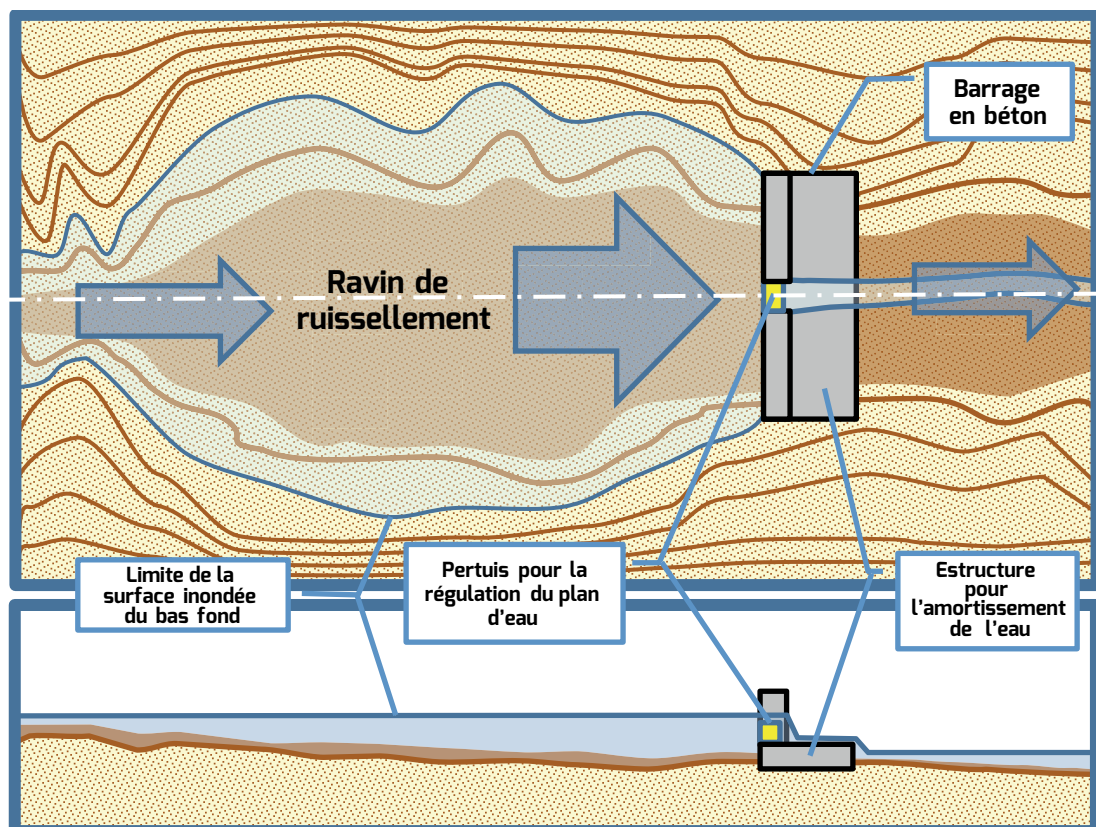 Barrage
en béton
Ravin de
ruissellement
Limite de la
surface inondée
du bas fond
Pertuis pour la
régulation du plan
d'eau
Estructure
pour
l'amortissement
de l'eau